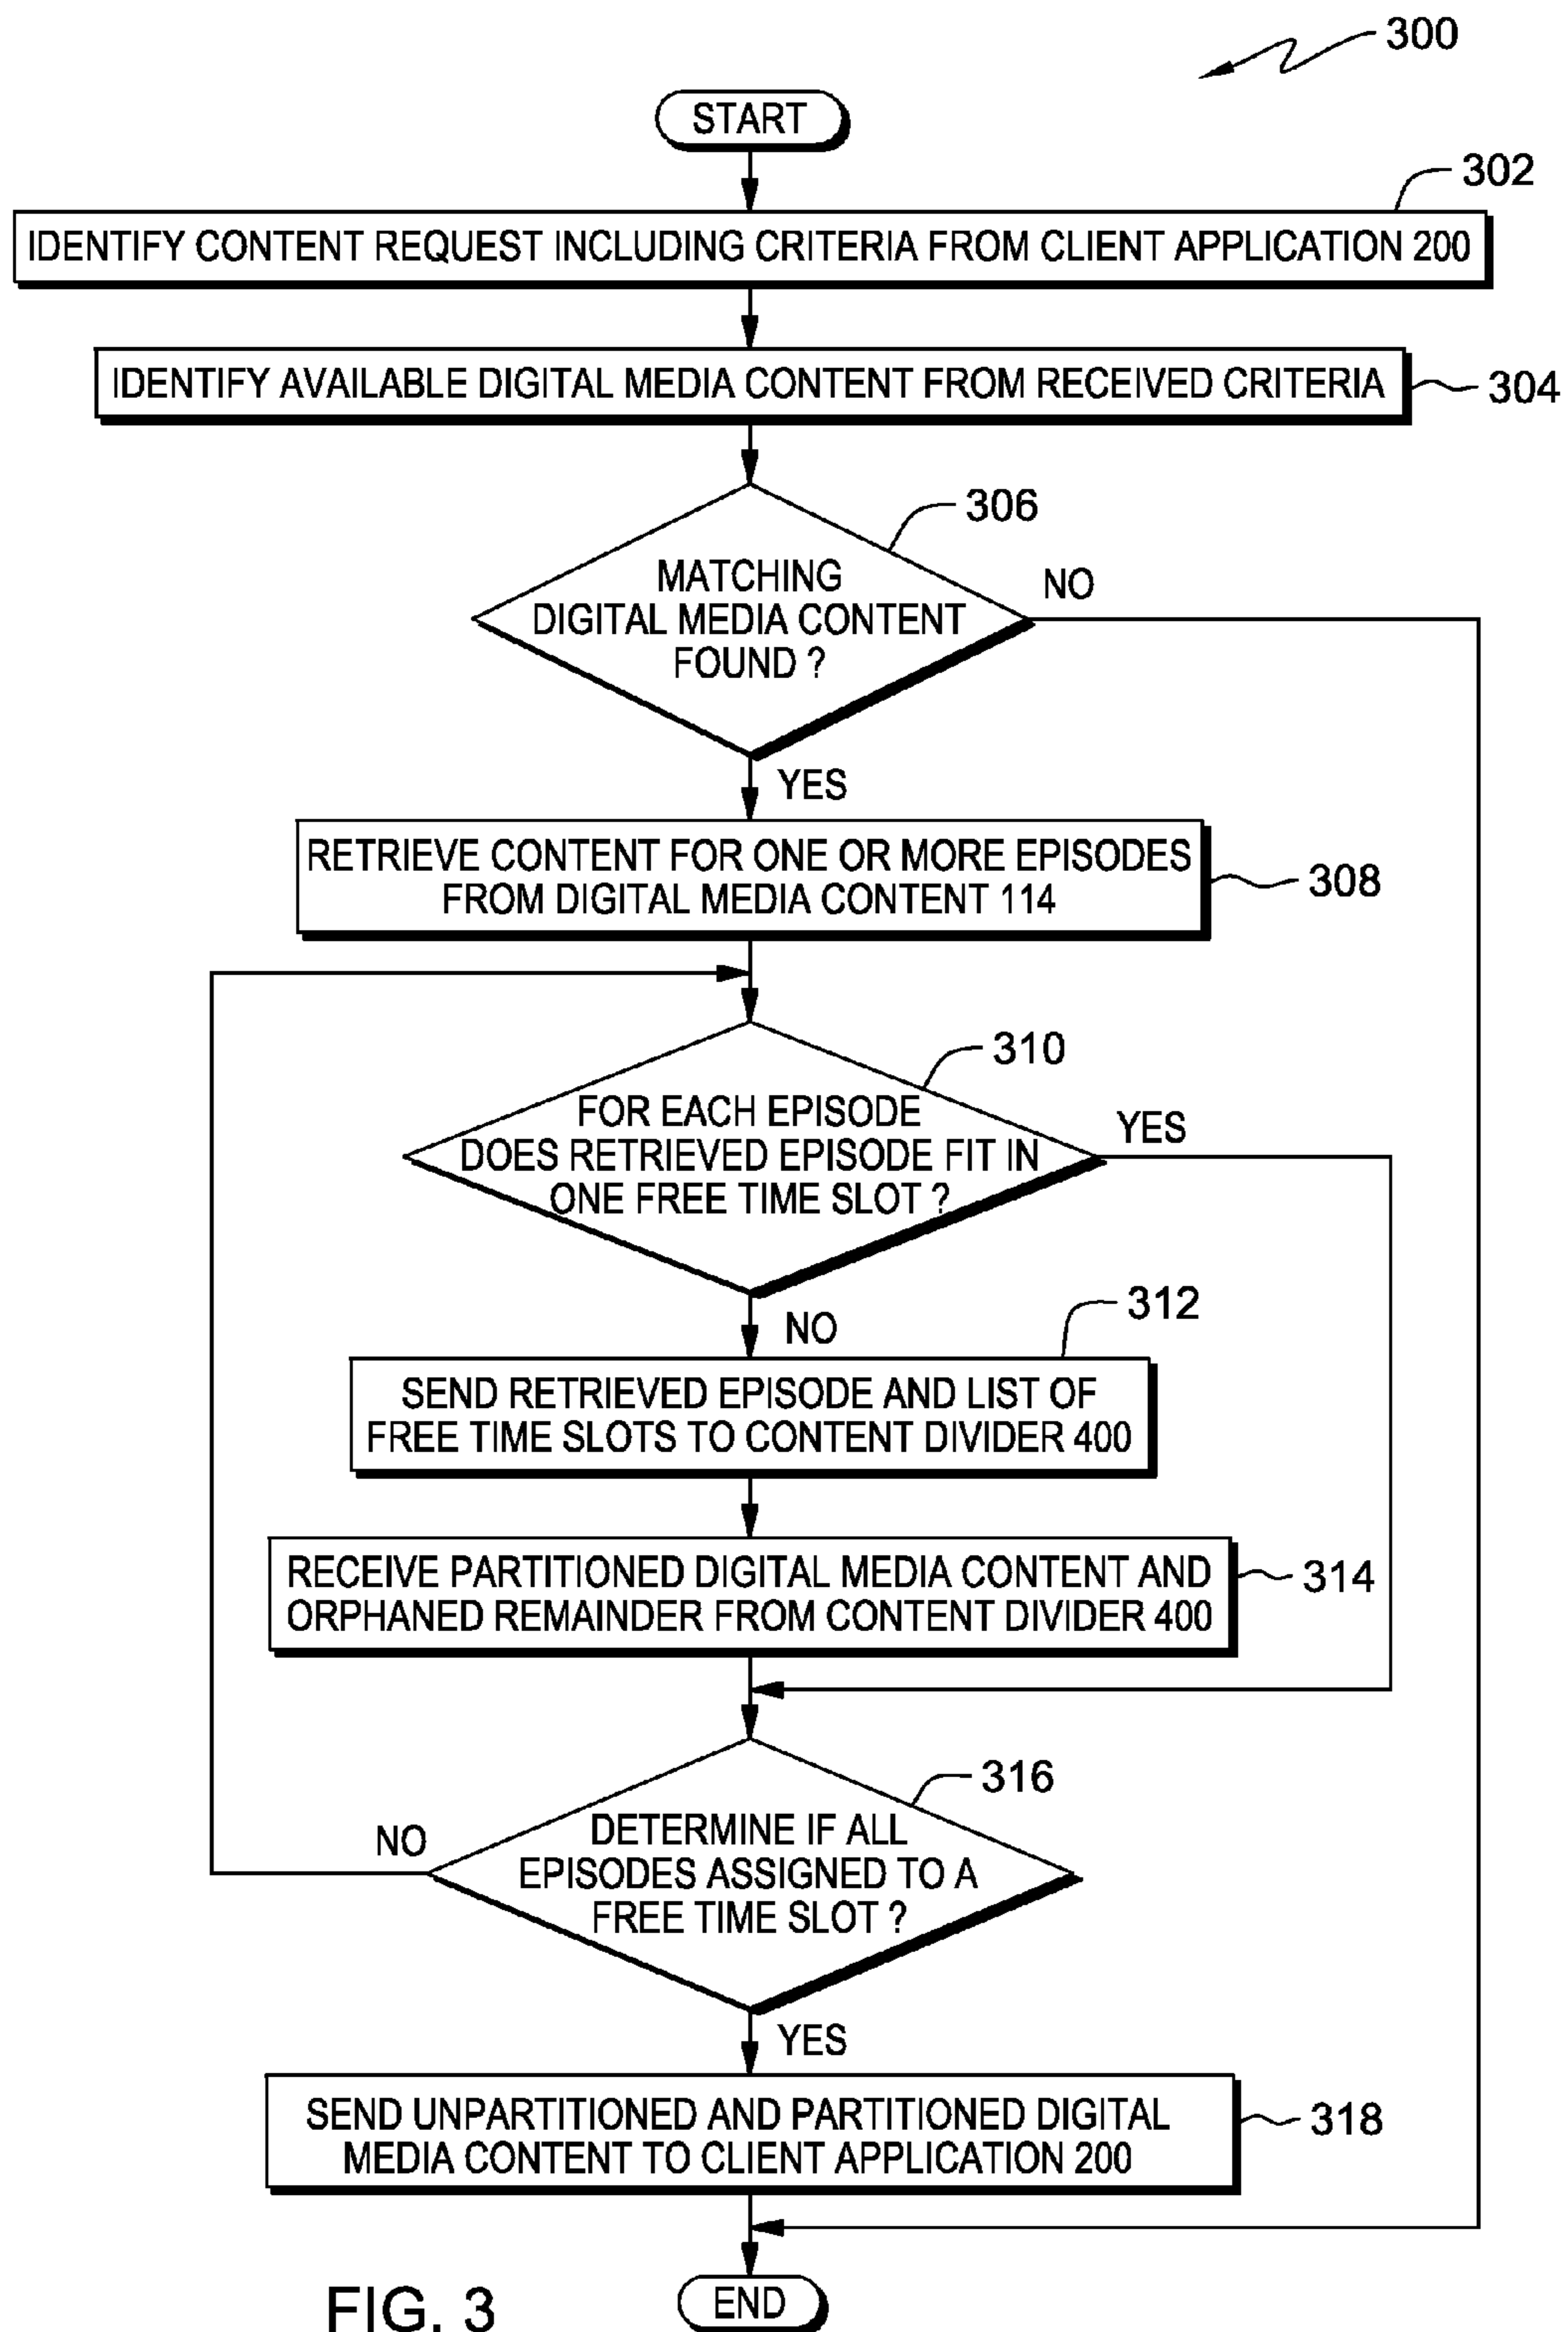 300
START
302
IDENTIFY CONTENT REQUEST INCLUDING CRITERIA FROM CLIENT APPLICATION 200
IDENTIFY AVAILABLE DIGITAL MEDIA CONTENT FROM RECEIVED CRITERIA
304
306
MATCHING
DIGITAL MEDIA CONTENT
FOUND ?
NO
YES
RETRIEVE CONTENT FOR ONE OR MORE EPISODES
FROM DIGITAL MEDIA CONTENT 114
308
310
FOR EACH EPISODE
DOES RETRIEVED EPISODE FIT IN
ONE FREE TIME SLOT ?
YES
NO
312
SEND RETRIEVED EPISODE AND LIST OF
FREE TIME SLOTS TO CONTENT DIVIDER 400
RECEIVE PARTITIONED DIGITAL MEDIA CONTENT AND
ORPHANED REMAINDER FROM CONTENT DIVIDER 400
314
316
DETERMINE IF ALL
EPISODES ASSIGNED TO A
FREE TIME SLOT ?
NO
YES
SEND UNPARTITIONED AND PARTITIONED DIGITAL
MEDIA CONTENT TO CLIENT APPLICATION 200
318
END
FIG. 3